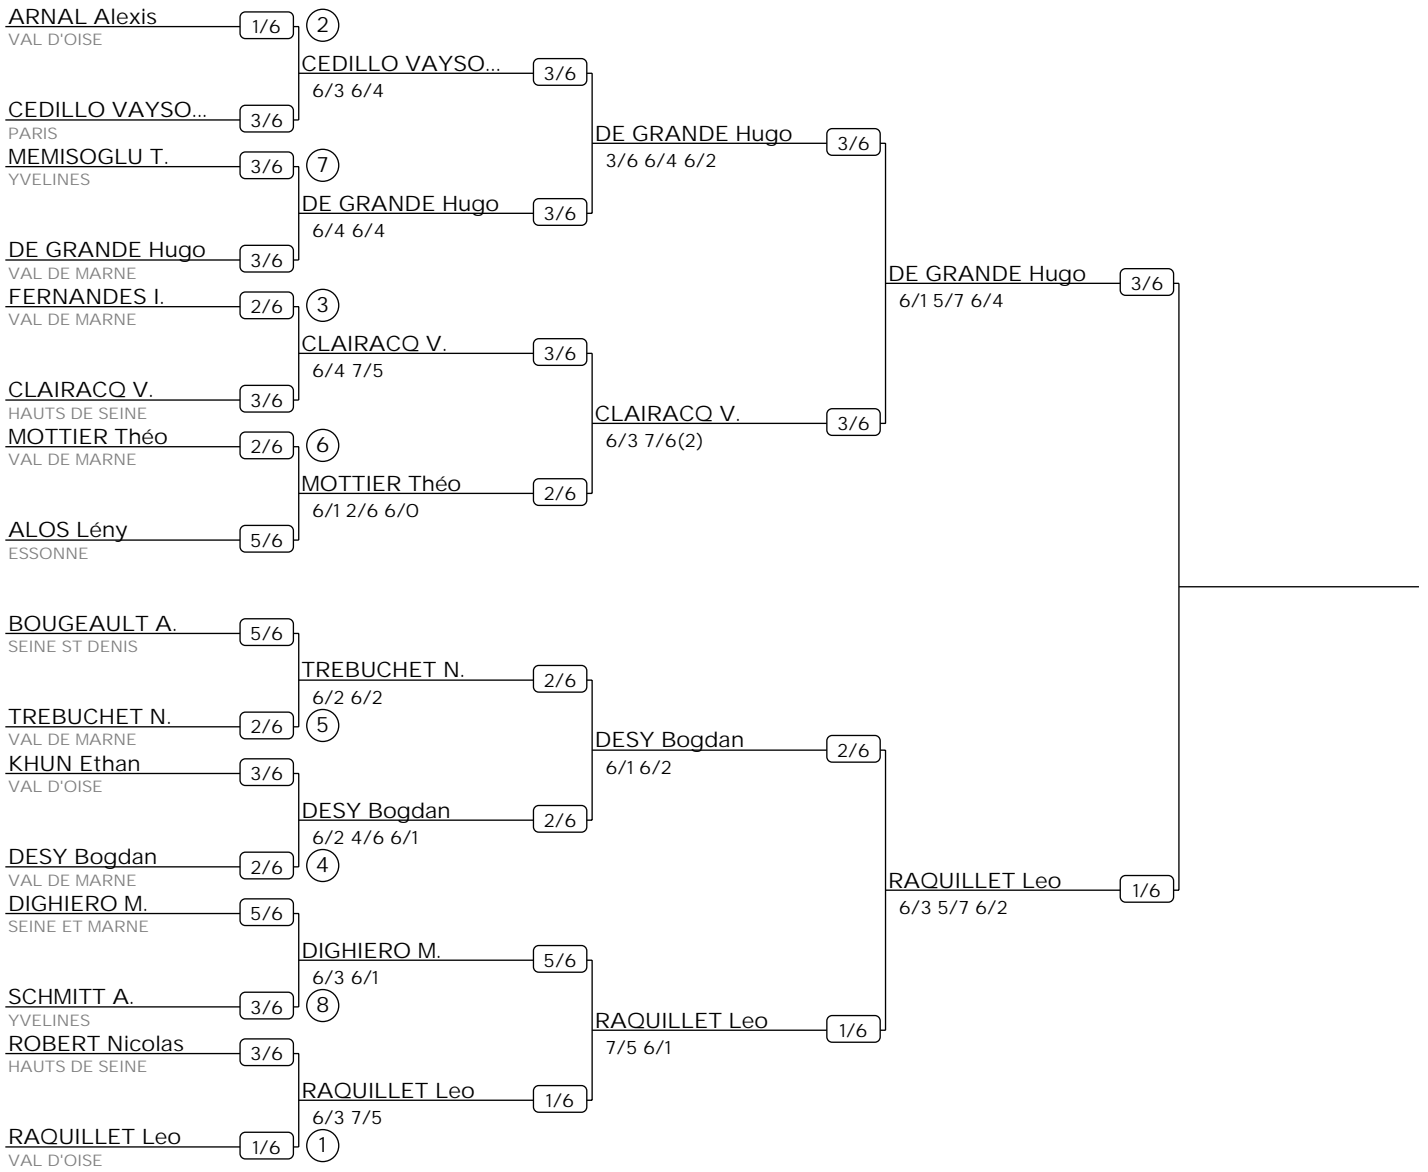 ARNAL Alexis
1/6
2
VAL D'OISE
CEDILLO VAYSO...
3/6
6/3 6/4
CEDILLO VAYSO...
3/6
PARIS
DE GRANDE Hugo
3/6
3/6 6/4 6/2
MEMISOGLU T.
3/6
7
YVELINES
DE GRANDE Hugo
3/6
6/4 6/4
DE GRANDE Hugo
3/6
VAL DE MARNE
DE GRANDE Hugo
3/6
6/1 5/7 6/4
FERNANDES I.
2/6
3
VAL DE MARNE
CLAIRACQ V.
3/6
6/4 7/5
CLAIRACQ V.
3/6
HAUTS DE SEINE
CLAIRACQ V.
3/6
6/3 7/6(2)
MOTTIER Théo
2/6
6
VAL DE MARNE
MOTTIER Théo
2/6
6/1 2/6 6/0
ALOS Lény
5/6
ESSONNE
BOUGEAULT A.
5/6
SEINE ST DENIS
TREBUCHET N.
2/6
6/2 6/2
TREBUCHET N.
2/6
5
VAL DE MARNE
DESY Bogdan
2/6
6/1 6/2
KHUN Ethan
3/6
VAL D'OISE
DESY Bogdan
2/6
6/2 4/6 6/1
DESY Bogdan
2/6
4
VAL DE MARNE
RAQUILLET Leo
1/6
6/3 5/7 6/2
DIGHIERO M.
5/6
SEINE ET MARNE
DIGHIERO M.
5/6
6/3 6/1
SCHMITT A.
3/6
8
YVELINES
RAQUILLET Leo
1/6
7/5 6/1
ROBERT Nicolas
3/6
HAUTS DE SEINE
RAQUILLET Leo
1/6
6/3 7/5
RAQUILLET Leo
1/6
1
VAL D'OISE